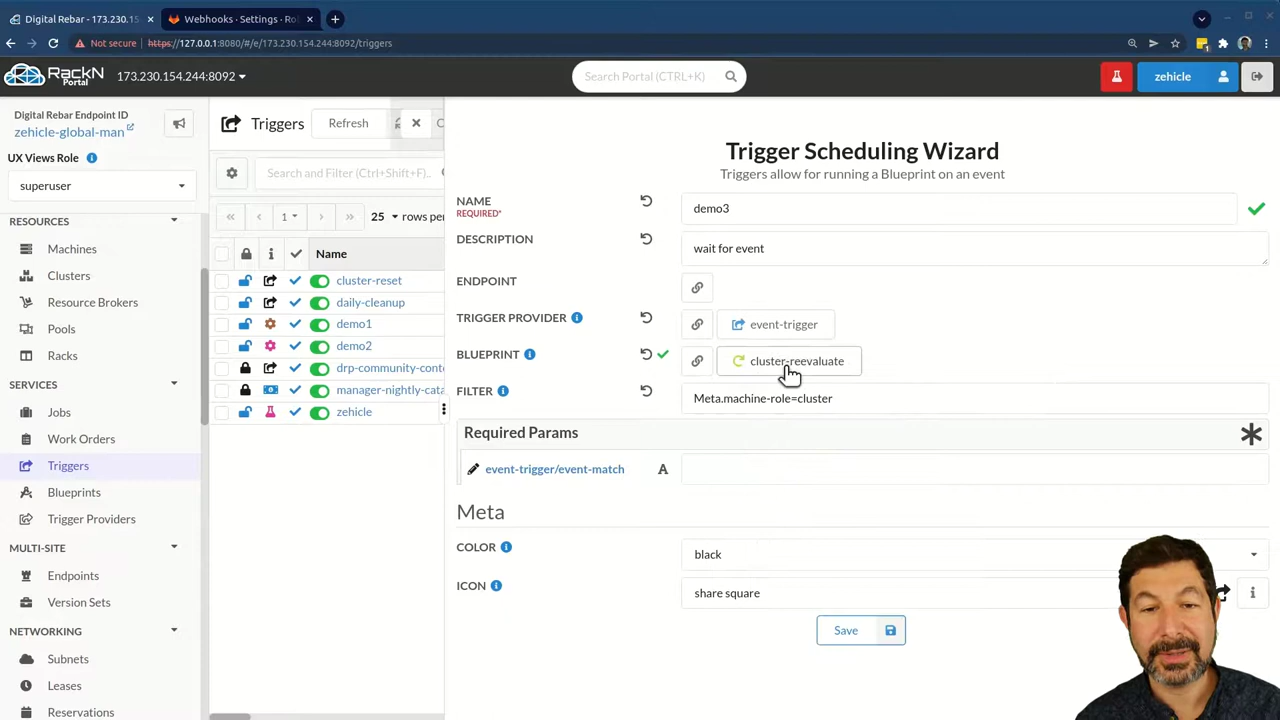 Digital Rebar - 173.230.15
Webhooks · Settings · Ro
Not secure
https://127.0.0.1:8080/#/e/173.230.154.244:8092/triggers
RackN
Portal
173.230.154.244:8092
Search Portal (CTRL+K)
zehicle
Digital Rebar Endpoint ID
zehicle-global-man
UX Views Role
superuser
RESOURCES
Machines
Clusters
Resource Brokers
Pools
Racks
SERVICES
Jobs
Work Orders
Triggers
Blueprints
Trigger Providers
MULTI-SITE
Endpoints
Version Sets
NETWORKING
Subnets
Leases
Reservations
Triggers
Refresh
Search and Filter (Ctrl+Shift+F)..
1
25 rows per
Name
cluster-reset
daily-cleanup
demo1
demo2
drp-community-conte
manager-nightly-cata
zehicle
Trigger Scheduling Wizard
Triggers allow for running a Blueprint on an event
NAME
REQUIRED*
demo3
DESCRIPTION
wait for event
ENDPOINT
TRIGGER PROVIDER
event-trigger
BLUEPRINT
cluster-reevaluate
FILTER
Meta.machine-role=cluster
Required Params
event-trigger/event-match
A
Meta
COLOR
black
ICON
share square
Save